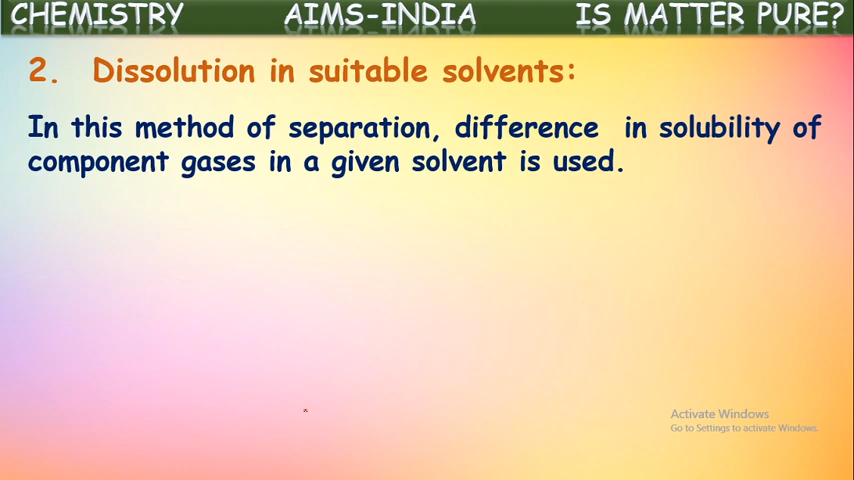 CHEMISTRY AIMS-INDIA IS MATTER PURE?
2. Dissolution in suitable solvents:
In this method of separation, difference in solubility of
component gases in a given solvent is used.
Activate Windows
Go to Settings to activate Windows.